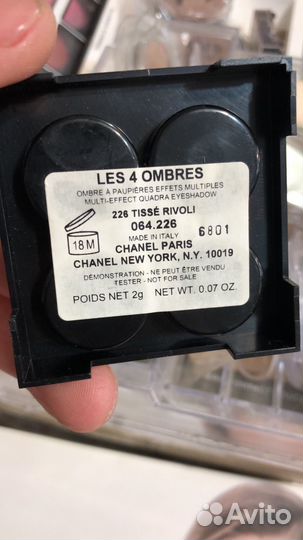 LES 4 OMBRES
OMBRE À PAUPIÈRES EFFETS MULTIPLES
MULTI-EFFECT QUADRA EYESHADOW
226 TISSÉ RIVOLI
064.226
MADE IN ITALY
6801
18 M
CHANEL PARIS
CHANEL NEW YORK, N.Y. 10019
DÉMONSTRATION - NE PEUT ÊTRE VENDU
TESTER - NOT FOR SALE
POIDS NET 2g NET WT. 0.07 OZ.
Avito